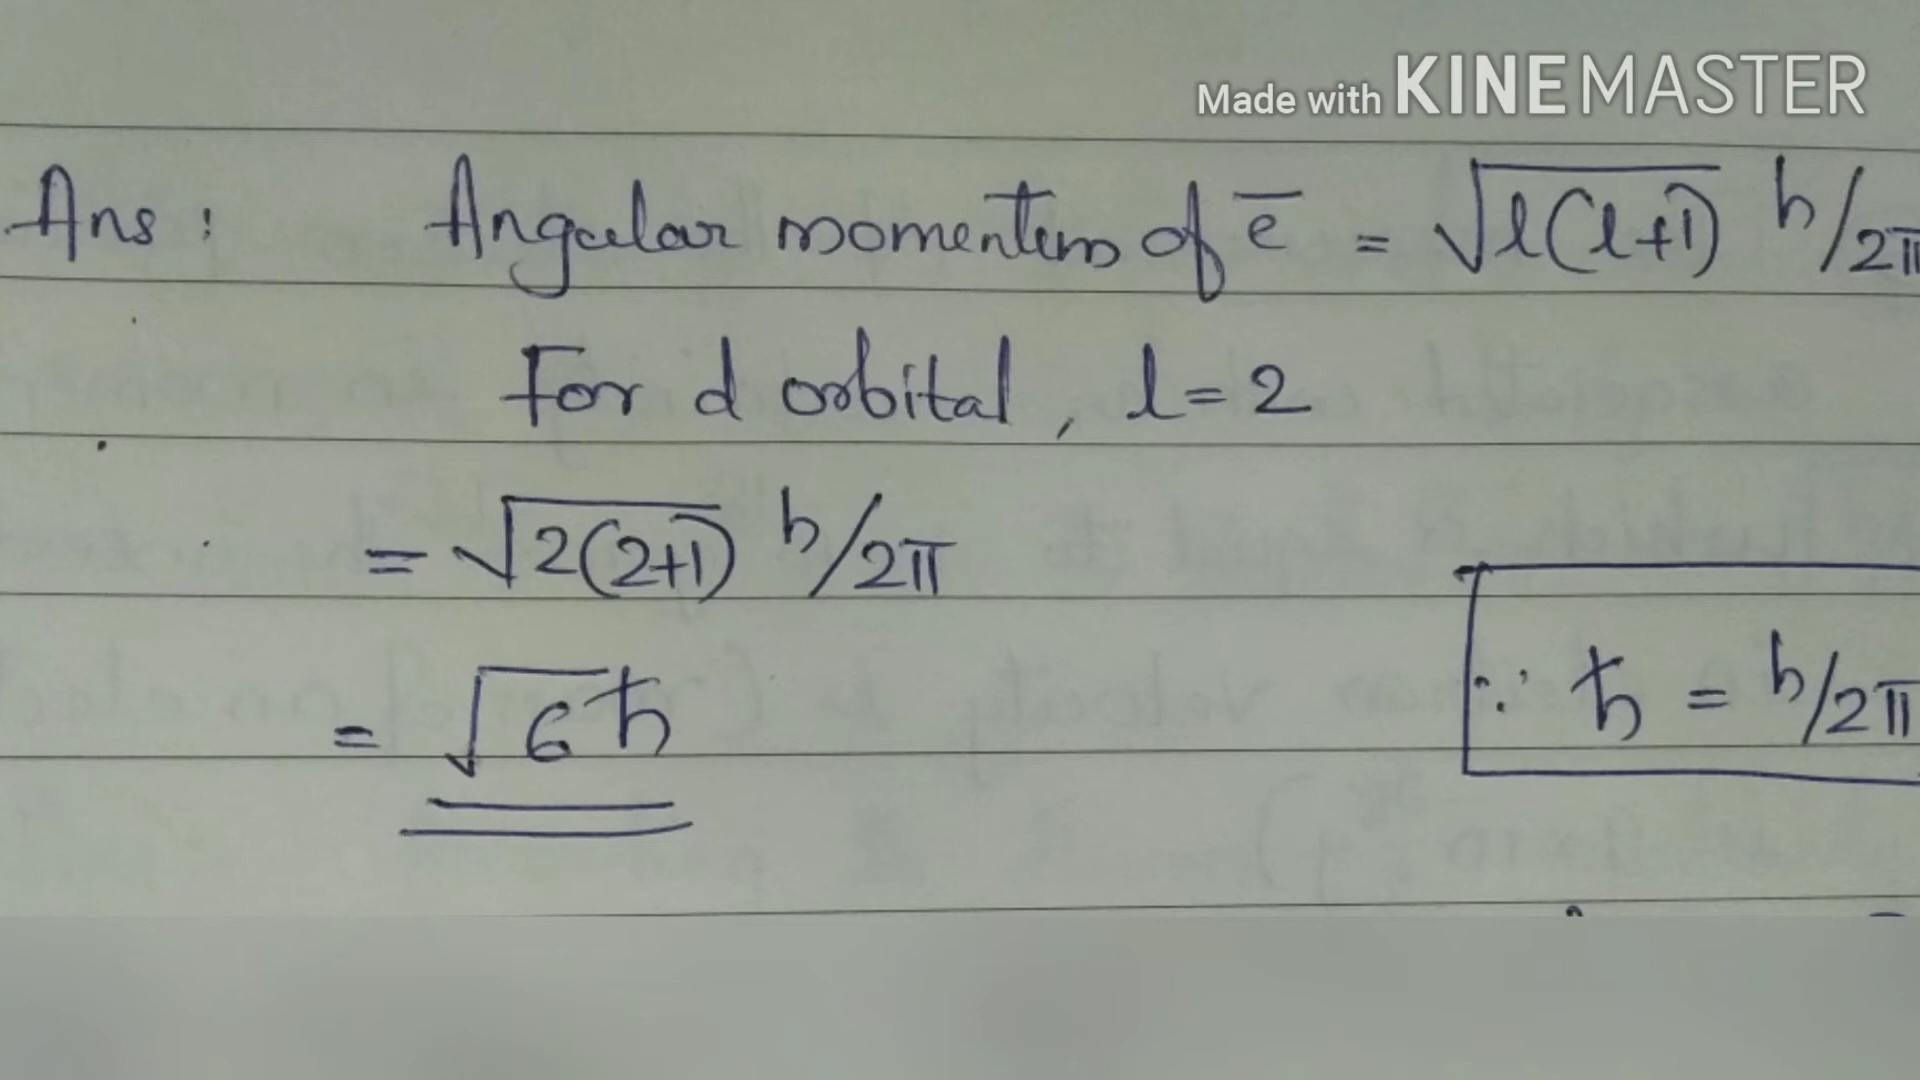 Made with KINEMASTER
Ans: Angular momentum of e̅ = √l(l+1) h/2π
For d orbital, l=2
= √2(2+1) h/2π
= √6 ħ
∵ ħ = h/2π